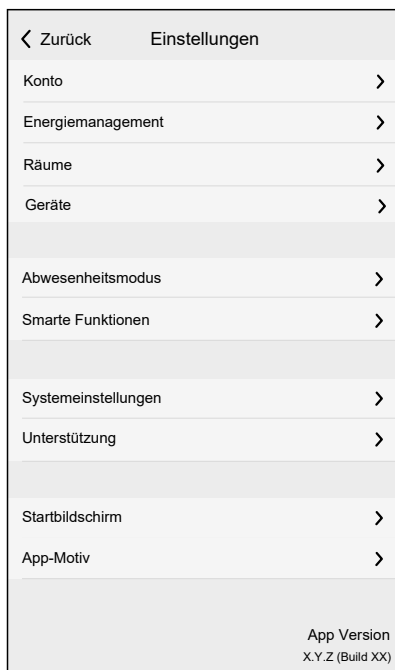 Zurück Einstellungen
Konto
Energiemanagement
Räume
Geräte
Abwesenheitsmodus
Smarte Funktionen
Systemeinstellungen
Unterstützung
Startbildschirm
App-Motiv
App Version
X.Y.Z (Build XX)